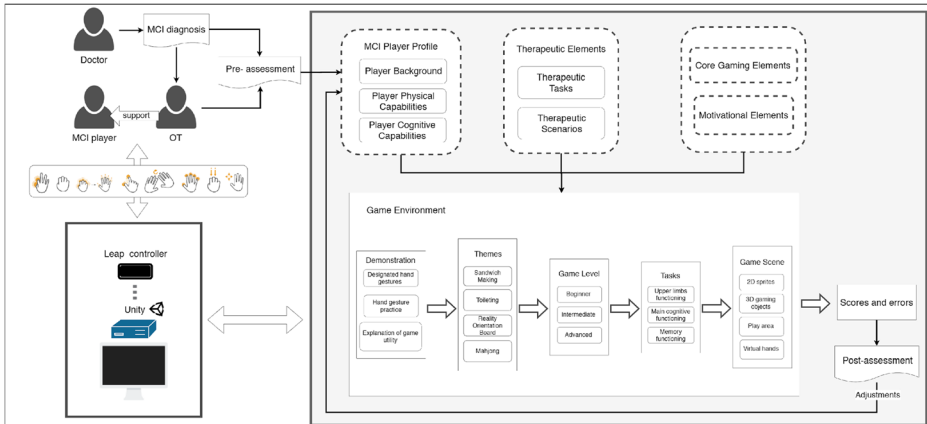 MCI diagnosis
Doctor
Pre- assessment
support
MCI player
OT
Leap controller
Unity
MCI Player Profile
Player Background
Player Physical
Capabilities
Player Cognitive
Capabilities
Therapeutic Elements
Therapeutic
Tasks
Therapeutic
Scenarios
Core Gaming Elements
Motivational Elements
Game Environment
Demonstration
Designated hand
gestures
Hand gesture
practice
Explanation of game
utility
Themes
Sandwich
Making
Toileting
Reality
Orientation
Board
Mahjong
Game Level
Beginner
Intermediate
Advanced
Tasks
Upper limbs
functioning
Main cognitive
functioning
Memory
functioning
Game Scene
2D sprites
3D gaming
objects
Play area
Virtual hands
Scores and errors
Post-assessment
Adjustments